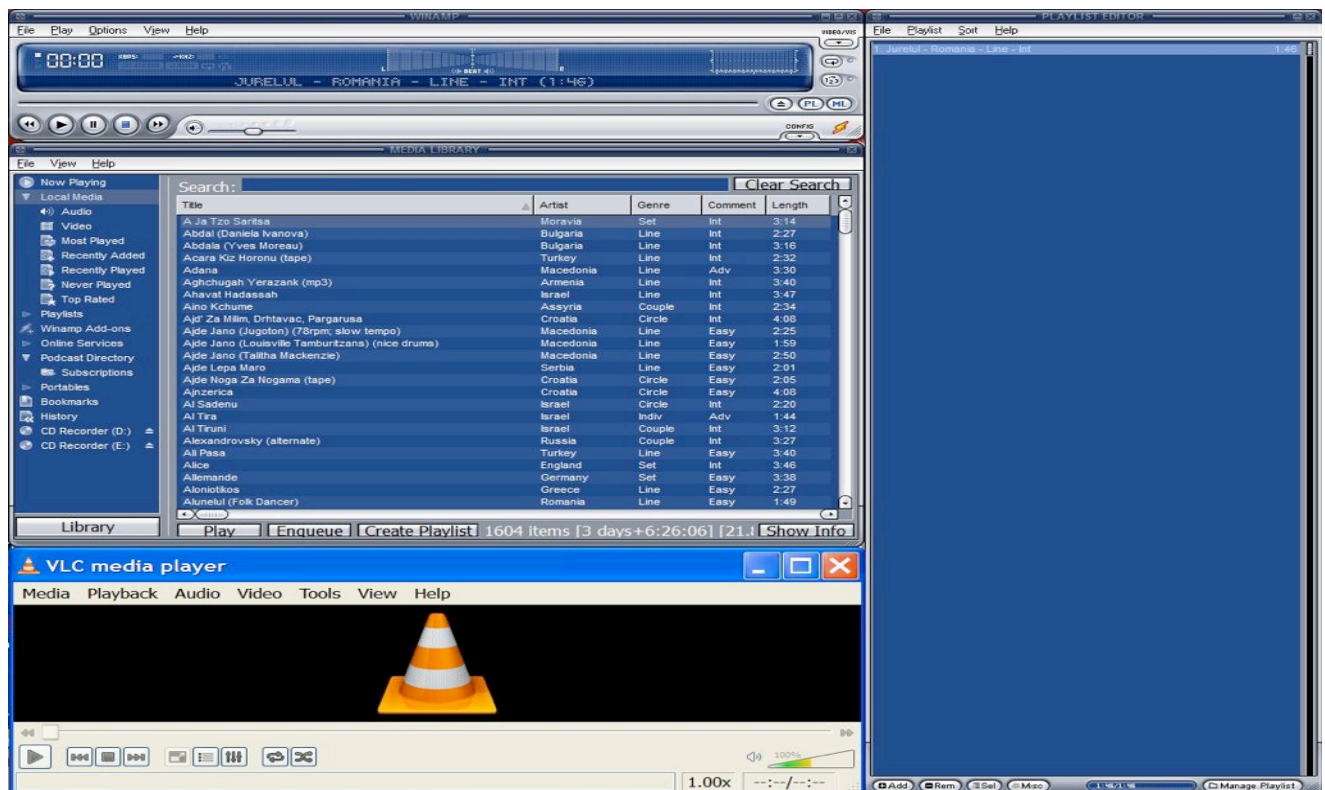 WINAMP
File Play Options View Help
VIDEO/VIS
00:00 KBPS: KHZ:
BEAT
JURELUL - ROMANIA - LINE - INT (1:46)
PL ML
CONFIG
MEDIA LIBRARY
File View Help
Now Playing
Local Media
Audio
Video
Most Played
Recently Added
Recently Played
Never Played
Top Rated
Playlists
Winamp Add-ons
Online Services
Podcast Directory
Subscriptions
Portables
Bookmarks
History
CD Recorder (D:)
CD Recorder (E:)
Library
Search: Clear Search
Title Artist Genre Comment Length
A Ja Tzo Saritsa Moravia Set Int 3:14
Abdal (Daniela Ivanova) Bulgaria Line Int 2:27
Abdala (Yves Moreau) Bulgaria Line Int 3:16
Acara Kiz Horonu (tape) Turkey Line Int 2:32
Adana Macedonia Line Adv 3:30
Aghchugah Yerazank (mp3) Armenia Line Int 3:40
Ahavat Hadassah Israel Line Int 3:47
Aino Kchume Assyria Couple Int 2:34
Ajd' Za Milim, Drhtavac, Pargarusa Croatia Circle Int 4:08
Ajde Jano (Jugoton) (78rpm; slow tempo) Macedonia Line Easy 2:25
Ajde Jano (Louisville Tamburitzans) (nice drums) Macedonia Line Easy 1:59
Ajde Jano (Talitha Mackenzie) Macedonia Line Easy 2:50
Ajde Lepa Maro Serbia Line Easy 2:01
Ajde Noga Za Nogama (tape) Croatia Circle Easy 2:05
Ajnzerica Croatia Circle Easy 4:08
Al Sadenu Israel Circle Int 2:20
Al Tira Israel Indiv Adv 1:44
Al Tiruni Israel Couple Int 3:12
Alexandrovsky (alternate) Russia Couple Int 3:27
Ali Pasa Turkey Line Easy 3:40
Alice England Set Int 3:46
Allemande Germany Set Easy 3:38
Aloniotikos Greece Line Easy 2:27
Alunelul (Folk Dancer) Romania Line Easy 1:49
Play Enqueue Create Playlist 1604 items [3 days+6:26:06] [21. Show Info
VLC media player
Media Playback Audio Video Tools View Help
100%
1.00x --:--/--:--
PLAYLIST EDITOR
File Playlist Sort Help
1. Jurelul - Romania - Line - Int 1:46
Add Rem Sel Misc 1:46/1:46 Manage Playlist